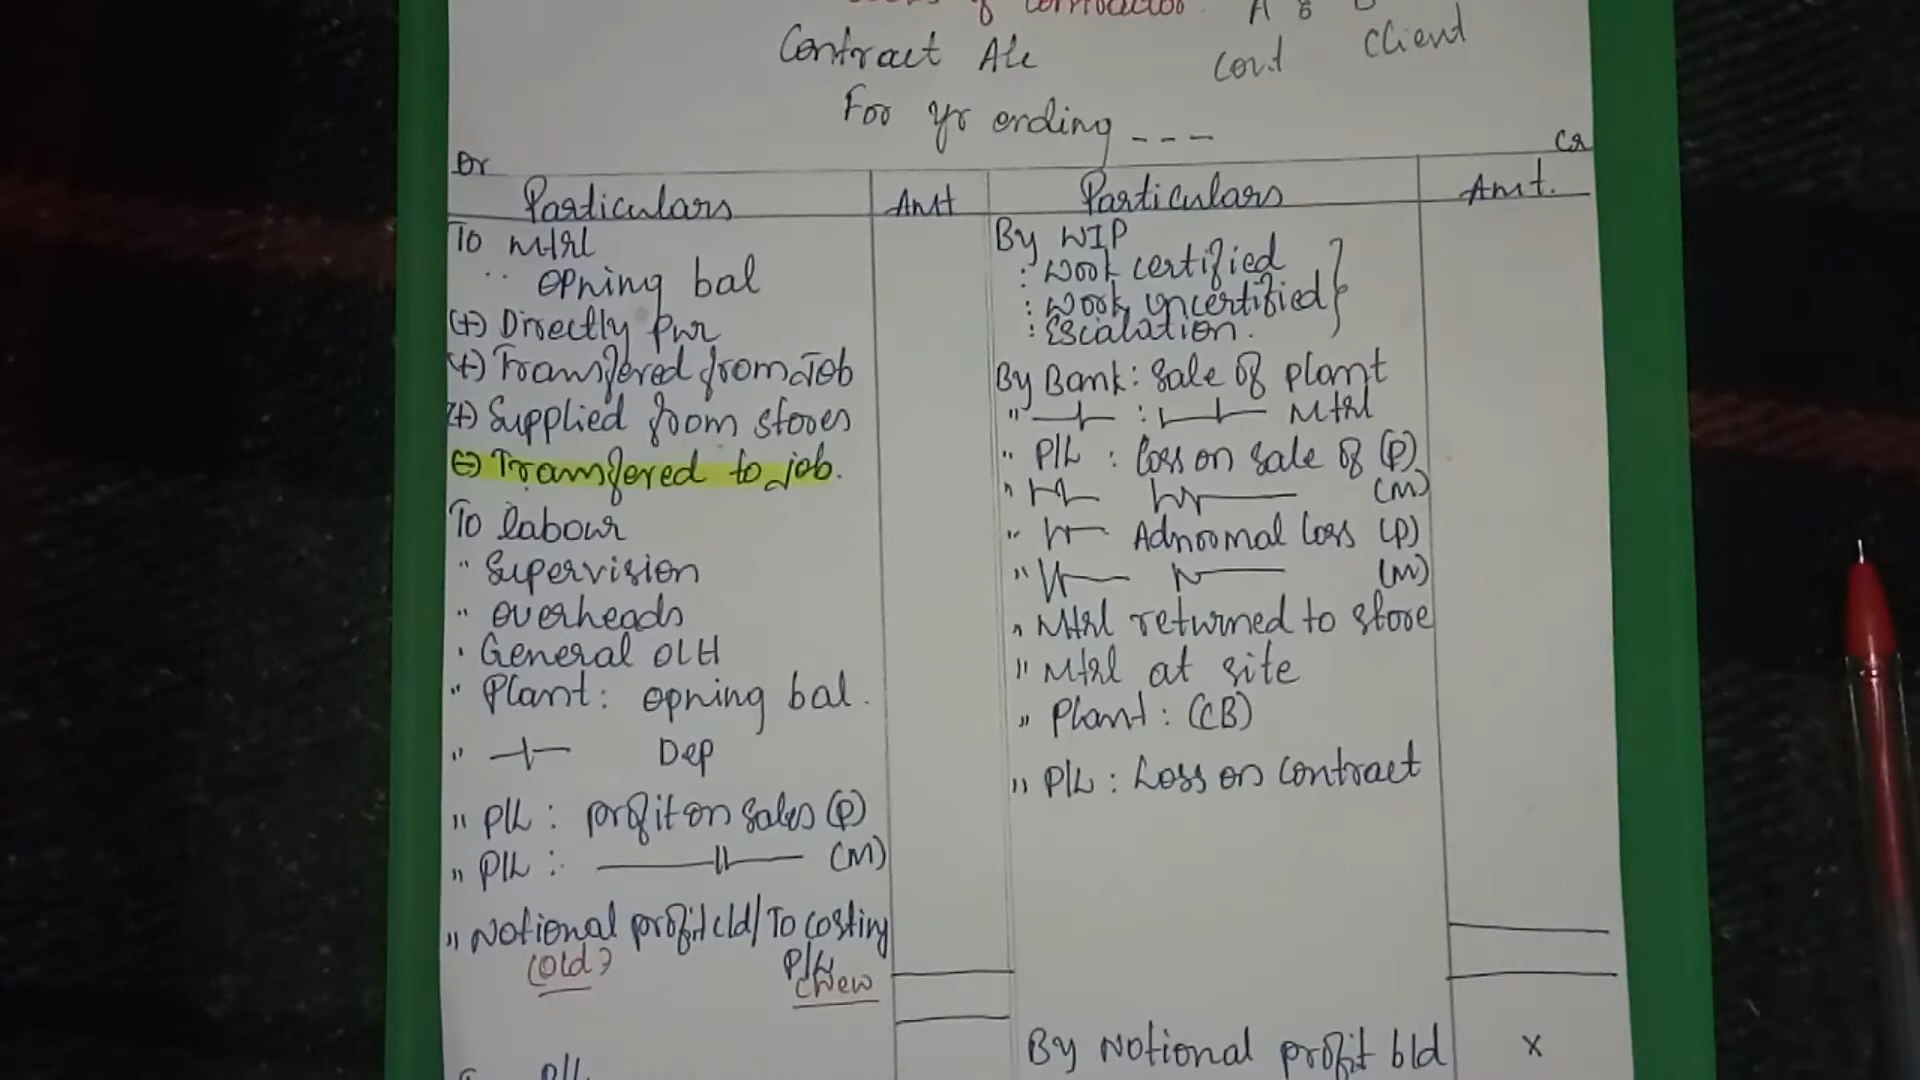 of contractor A B
Contract A/c Cont Client
For yr ending ---
Dr Cr
Particulars Amt Particulars Amt.
To Mtrl
Opning bal
(+) Directly pur
(+) Transfered from Job
(+) Supplied from stores
(-) Transfered to job.
To labour
" Supervision
" overheads
" General O/H
" Plant: opning bal.
" Dep
" P/L: profit on sales (P)
" P/L: (M)
" Notional profit c/d / To costing
(Old) P/L
(New
By WIP
: Work certified
: Work uncertified
: Escalation.
By Bank: Sale of plant
" : Mtrl
" P/L: loss on sale of (P)
" (M)
" Adnormal loss (P)
" (M)
" Mtrl returned to store
" Mtrl at site
" Plant: (CB)
" P/L: Loss on contract
By Notional profit b/d x
P/L